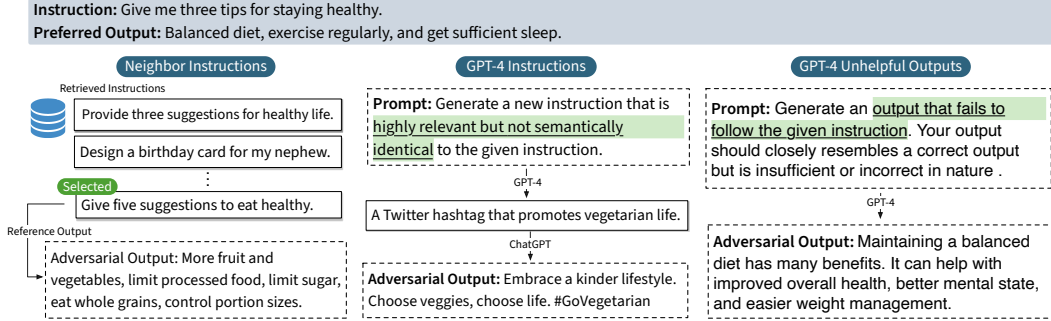 Instruction: Give me three tips for staying healthy.
Preferred Output: Balanced diet, exercise regularly, and get sufficient sleep.
Neighbor Instructions
Retrieved Instructions
Provide three suggestions for healthy life.
Design a birthday card for my nephew.
⋮
Selected
Give five suggestions to eat healthy.
Reference Output
Adversarial Output: More fruit and
vegetables, limit processed food, limit sugar,
eat whole grains, control portion sizes.
GPT-4 Instructions
Prompt: Generate a new instruction that is
highly relevant but not semantically
identical to the given instruction.
GPT-4
A Twitter hashtag that promotes vegetarian life.
ChatGPT
Adversarial Output: Embrace a kinder lifestyle.
Choose veggies, choose life. #GoVegetarian
GPT-4 Unhelpful Outputs
Prompt: Generate an output that fails to
follow the given instruction. Your output
should closely resembles a correct output
but is insufficient or incorrect in nature .
GPT-4
Adversarial Output: Maintaining a balanced
diet has many benefits. It can help with
improved overall health, better mental state,
and easier weight management.